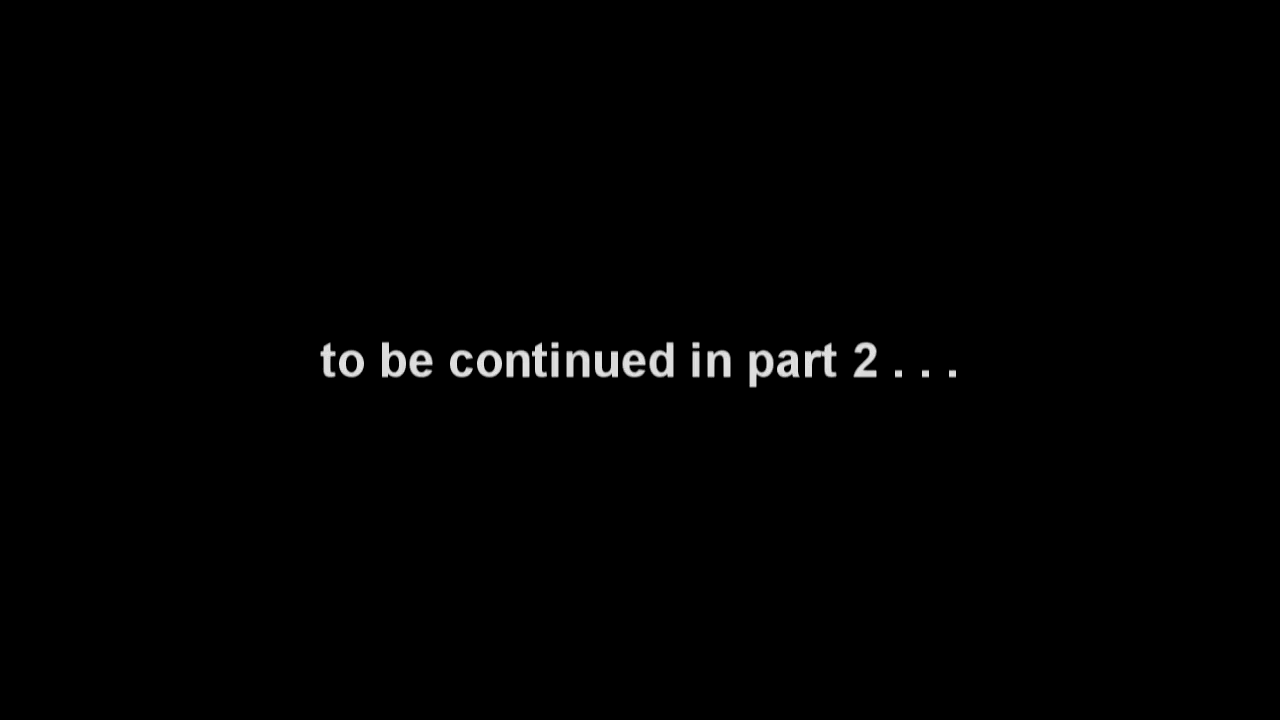 to be continued in part 2 . . .